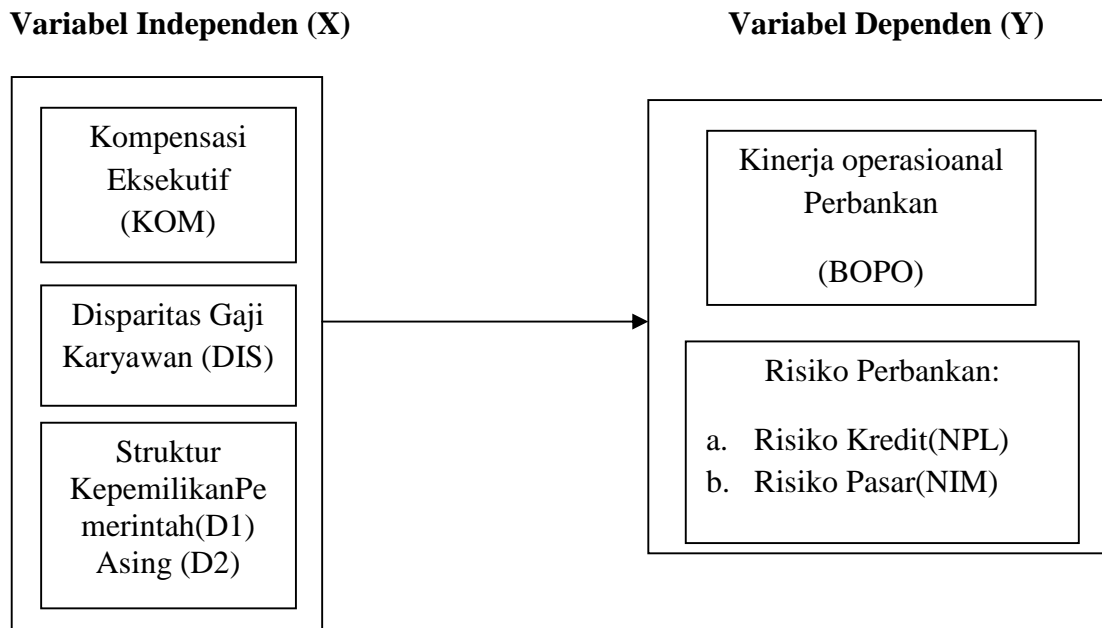 Variabel Independen (X)
Variabel Dependen (Y)
Kompensasi
Eksekutif
(KOM)
Disparitas Gaji
Karyawan (DIS)
Struktur
KepemilikanPe
merintah(D1)
Asing (D2)
Kinerja operasioanal
Perbankan
(BOPO)
Risiko Perbankan:
a. Risiko Kredit(NPL)
b. Risiko Pasar(NIM)